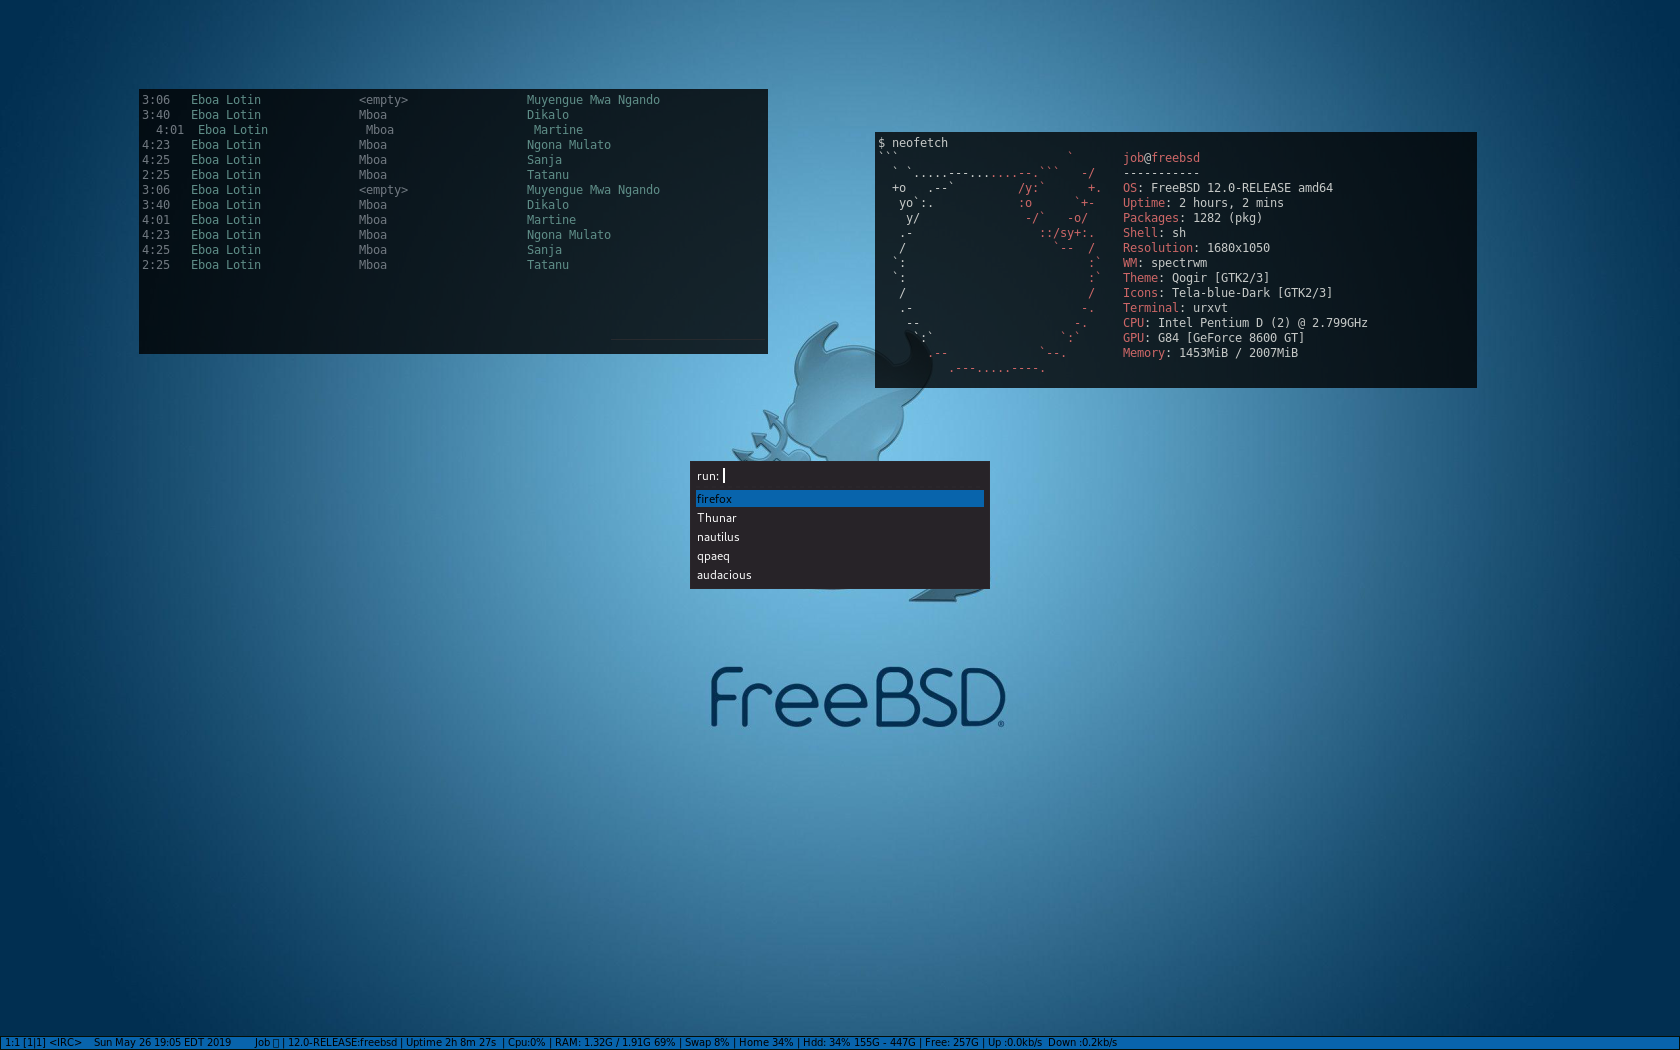 3:06 Eboa Lotin <empty> Muyengue Mwa Ngando
3:40 Eboa Lotin Mboa Dikalo
4:01 Eboa Lotin Mboa Martine
4:23 Eboa Lotin Mboa Ngona Mulato
4:25 Eboa Lotin Mboa Sanja
2:25 Eboa Lotin Mboa Tatanu
3:06 Eboa Lotin <empty> Muyengue Mwa Ngando
3:40 Eboa Lotin Mboa Dikalo
4:01 Eboa Lotin Mboa Martine
4:23 Eboa Lotin Mboa Ngona Mulato
4:25 Eboa Lotin Mboa Sanja
2:25 Eboa Lotin Mboa Tatanu
$ neofetch
job@freebsd
-----------
OS: FreeBSD 12.0-RELEASE amd64
Uptime: 2 hours, 2 mins
Packages: 1282 (pkg)
Shell: sh
Resolution: 1680x1050
WM: spectrwm
Theme: Qogir [GTK2/3]
Icons: Tela-blue-Dark [GTK2/3]
Terminal: urxvt
CPU: Intel Pentium D (2) @ 2.799GHz
GPU: G84 [GeForce 8600 GT]
Memory: 1453MiB / 2007MiB
run:
firefox
Thunar
nautilus
qpaeq
audacious
FreeBSD®
1:1 [1|1] <IRC> Sun May 26 19:05 EDT 2019 Job | 12.0-RELEASE:freebsd | Uptime 2h 8m 27s | Cpu:0% | RAM: 1.32G / 1.91G 69% | Swap 8% | Home 34% | Hdd: 34% 155G - 447G | Free: 257G | Up :0.0kb/s Down :0.2kb/s